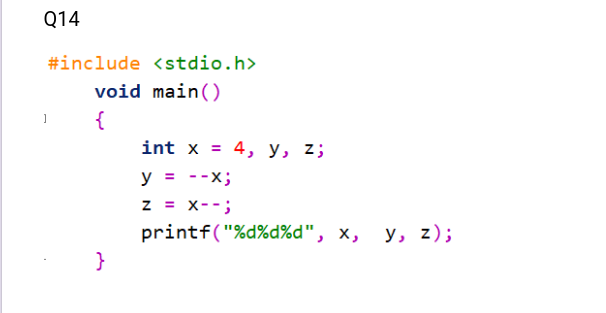 Q14
#include <stdio.h>
void main()
{
int x = 4, y, z;
y = --x;
z = x--;
printf("%d%d%d", x, y, z);
}